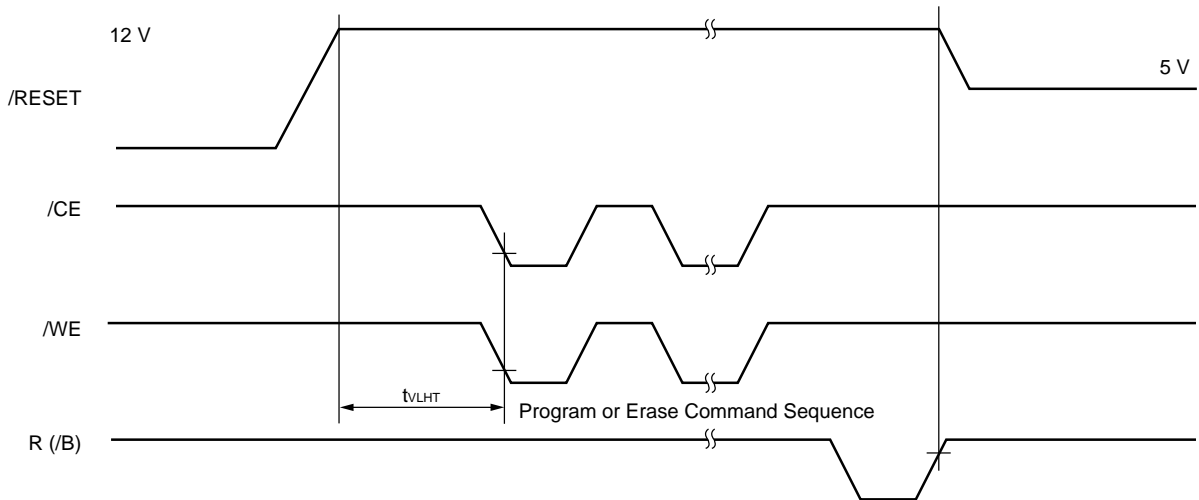 12 V
5 V
/RESET
/CE
/WE
tVLHT
Program or Erase Command Sequence
R (/B)